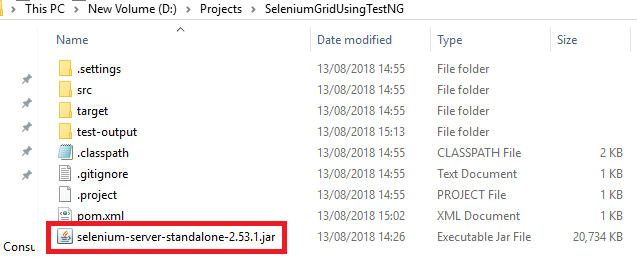 This PC > New Volume (D:) > Projects > SeleniumGridUsingTestNG
Name Date modified Type Size
.settings 13/08/2018 14:55 File folder
src 13/08/2018 14:55 File folder
target 13/08/2018 14:55 File folder
test-output 13/08/2018 15:13 File folder
.classpath 13/08/2018 14:55 CLASSPATH File 2 KB
.gitignore 13/08/2018 14:55 Text Document 1 KB
.project 13/08/2018 14:55 PROJECT File 1 KB
pom.xml 13/08/2018 15:02 XML Document 1 KB
selenium-server-standalone-2.53.1.jar 13/08/2018 14:26 Executable Jar File 20,734 KB
Consu